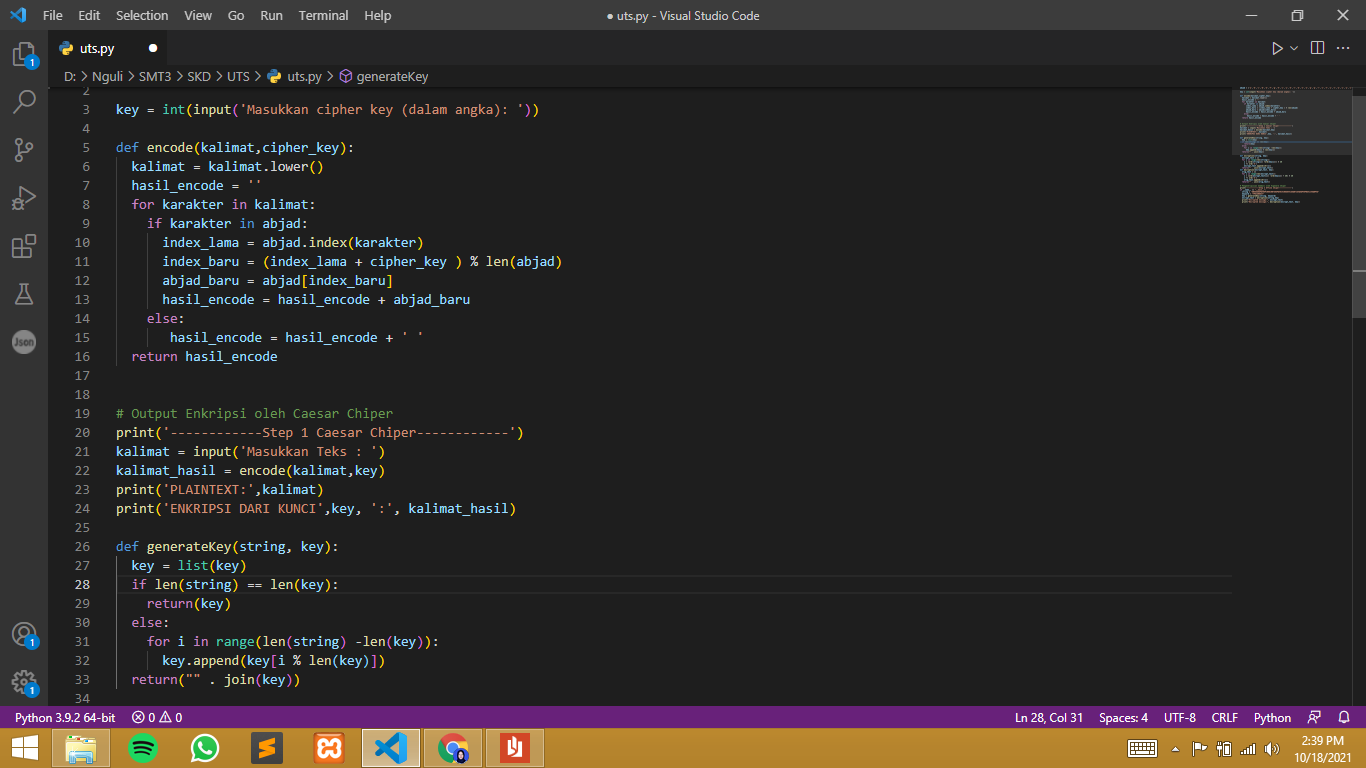 File Edit Selection View Go Run Terminal Help ● uts.py - Visual Studio Code
uts.py
D: > Nguli > SMT3 > SKD > UTS > uts.py > generateKey
2
3 key = int(input('Masukkan cipher key (dalam angka): '))
4
5 def encode(kalimat,cipher_key):
6 kalimat = kalimat.lower()
7 hasil_encode = ''
8 for karakter in kalimat:
9 if karakter in abjad:
10 index_lama = abjad.index(karakter)
11 index_baru = (index_lama + cipher_key ) % len(abjad)
12 abjad_baru = abjad[index_baru]
13 hasil_encode = hasil_encode + abjad_baru
14 else:
15 hasil_encode = hasil_encode + ' '
16 return hasil_encode
17
18
19 # Output Enkripsi oleh Caesar Chiper
20 print('------------Step 1 Caesar Chiper------------')
21 kalimat = input('Masukkan Teks : ')
22 kalimat_hasil = encode(kalimat,key)
23 print('PLAINTEXT:',kalimat)
24 print('ENKRIPSI DARI KUNCI',key, ':', kalimat_hasil)
25
26 def generateKey(string, key):
27 key = list(key)
28 if len(string) == len(key):
29 return(key)
30 else:
31 for i in range(len(string) -len(key)):
32 key.append(key[i % len(key)])
33 return("" . join(key))
34
1
Json
1
1
Python 3.9.2 64-bit 0 0 Ln 28, Col 31 Spaces: 4 UTF-8 CRLF Python
2:39 PM
10/18/2021